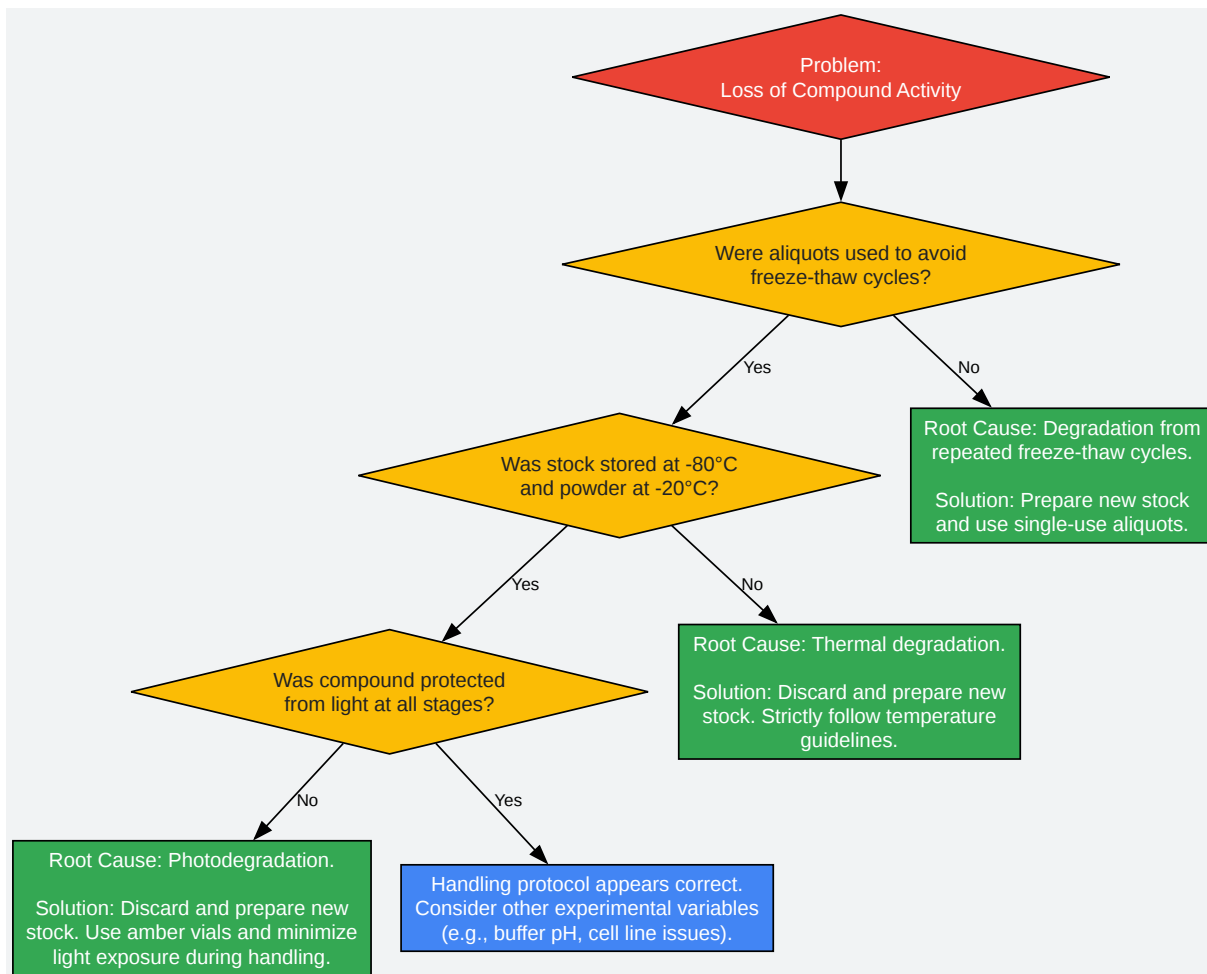 Problem:
Loss of Compound Activity
Were aliquots used to avoid
freeze-thaw cycles?
Yes
No
Root Cause: Degradation from
repeated freeze-thaw cycles.
Solution: Prepare new stock
and use single-use aliquots.
Was stock stored at -80°C
and powder at -20°C?
Yes
No
Root Cause: Thermal degradation.
Solution: Discard and prepare new
stock. Strictly follow temperature
guidelines.
Was compound protected
from light at all stages?
No
Yes
Root Cause: Photodegradation.
Solution: Discard and prepare new
stock. Use amber vials and minimize
light exposure during handling.
Handling protocol appears correct.
Consider other experimental variables
(e.g., buffer pH, cell line issues).